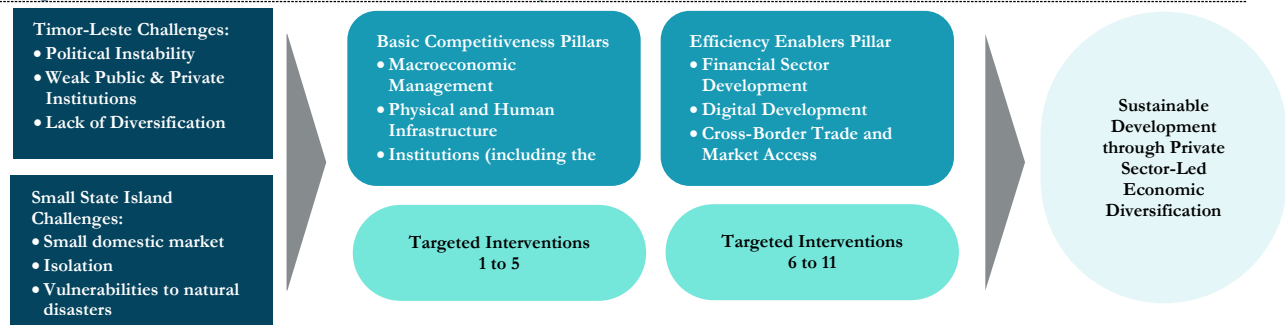 Timor-Leste Challenges:
• Political Instability
• Weak Public & Private
Institutions
• Lack of Diversification
Small State Island
Challenges:
• Small domestic market
• Isolation
• Vulnerabilities to natural
disasters
Basic Competitiveness Pillars
• Macroeconomic
Management
• Physical and Human
Infrastructure
• Institutions (including the
Targeted Interventions
1 to 5
Efficiency Enablers Pillar
• Financial Sector
Development
• Digital Development
• Cross-Border Trade and
Market Access
Targeted Interventions
6 to 11
Sustainable
Development
through Private
Sector-Led
Economic
Diversification